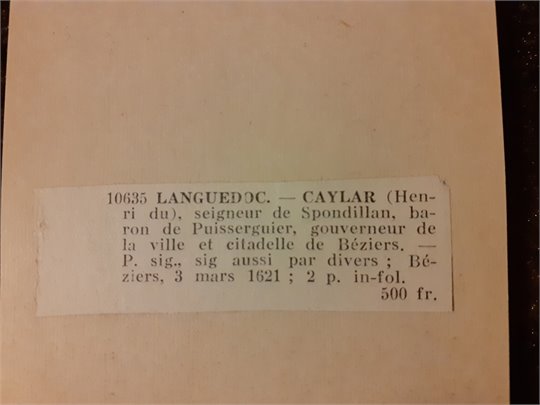 10635 LANGUEDOC. — CAYLAR (Hen-
ri du), seigneur de Spondillan, ba-
ron de Puisserguier, gouverneur de
la ville et citadelle de Béziers. —
P. sig., sig aussi par divers ; Bé-
ziers, 3 mars 1621 ; 2 p. in-fol.
500 fr.